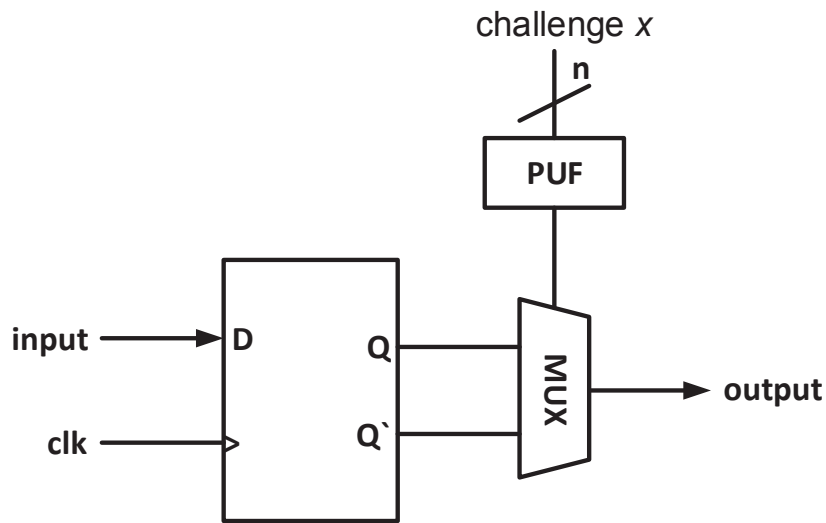 challenge x
n
PUF
input
D
Q
MUX
output
clk
Q`